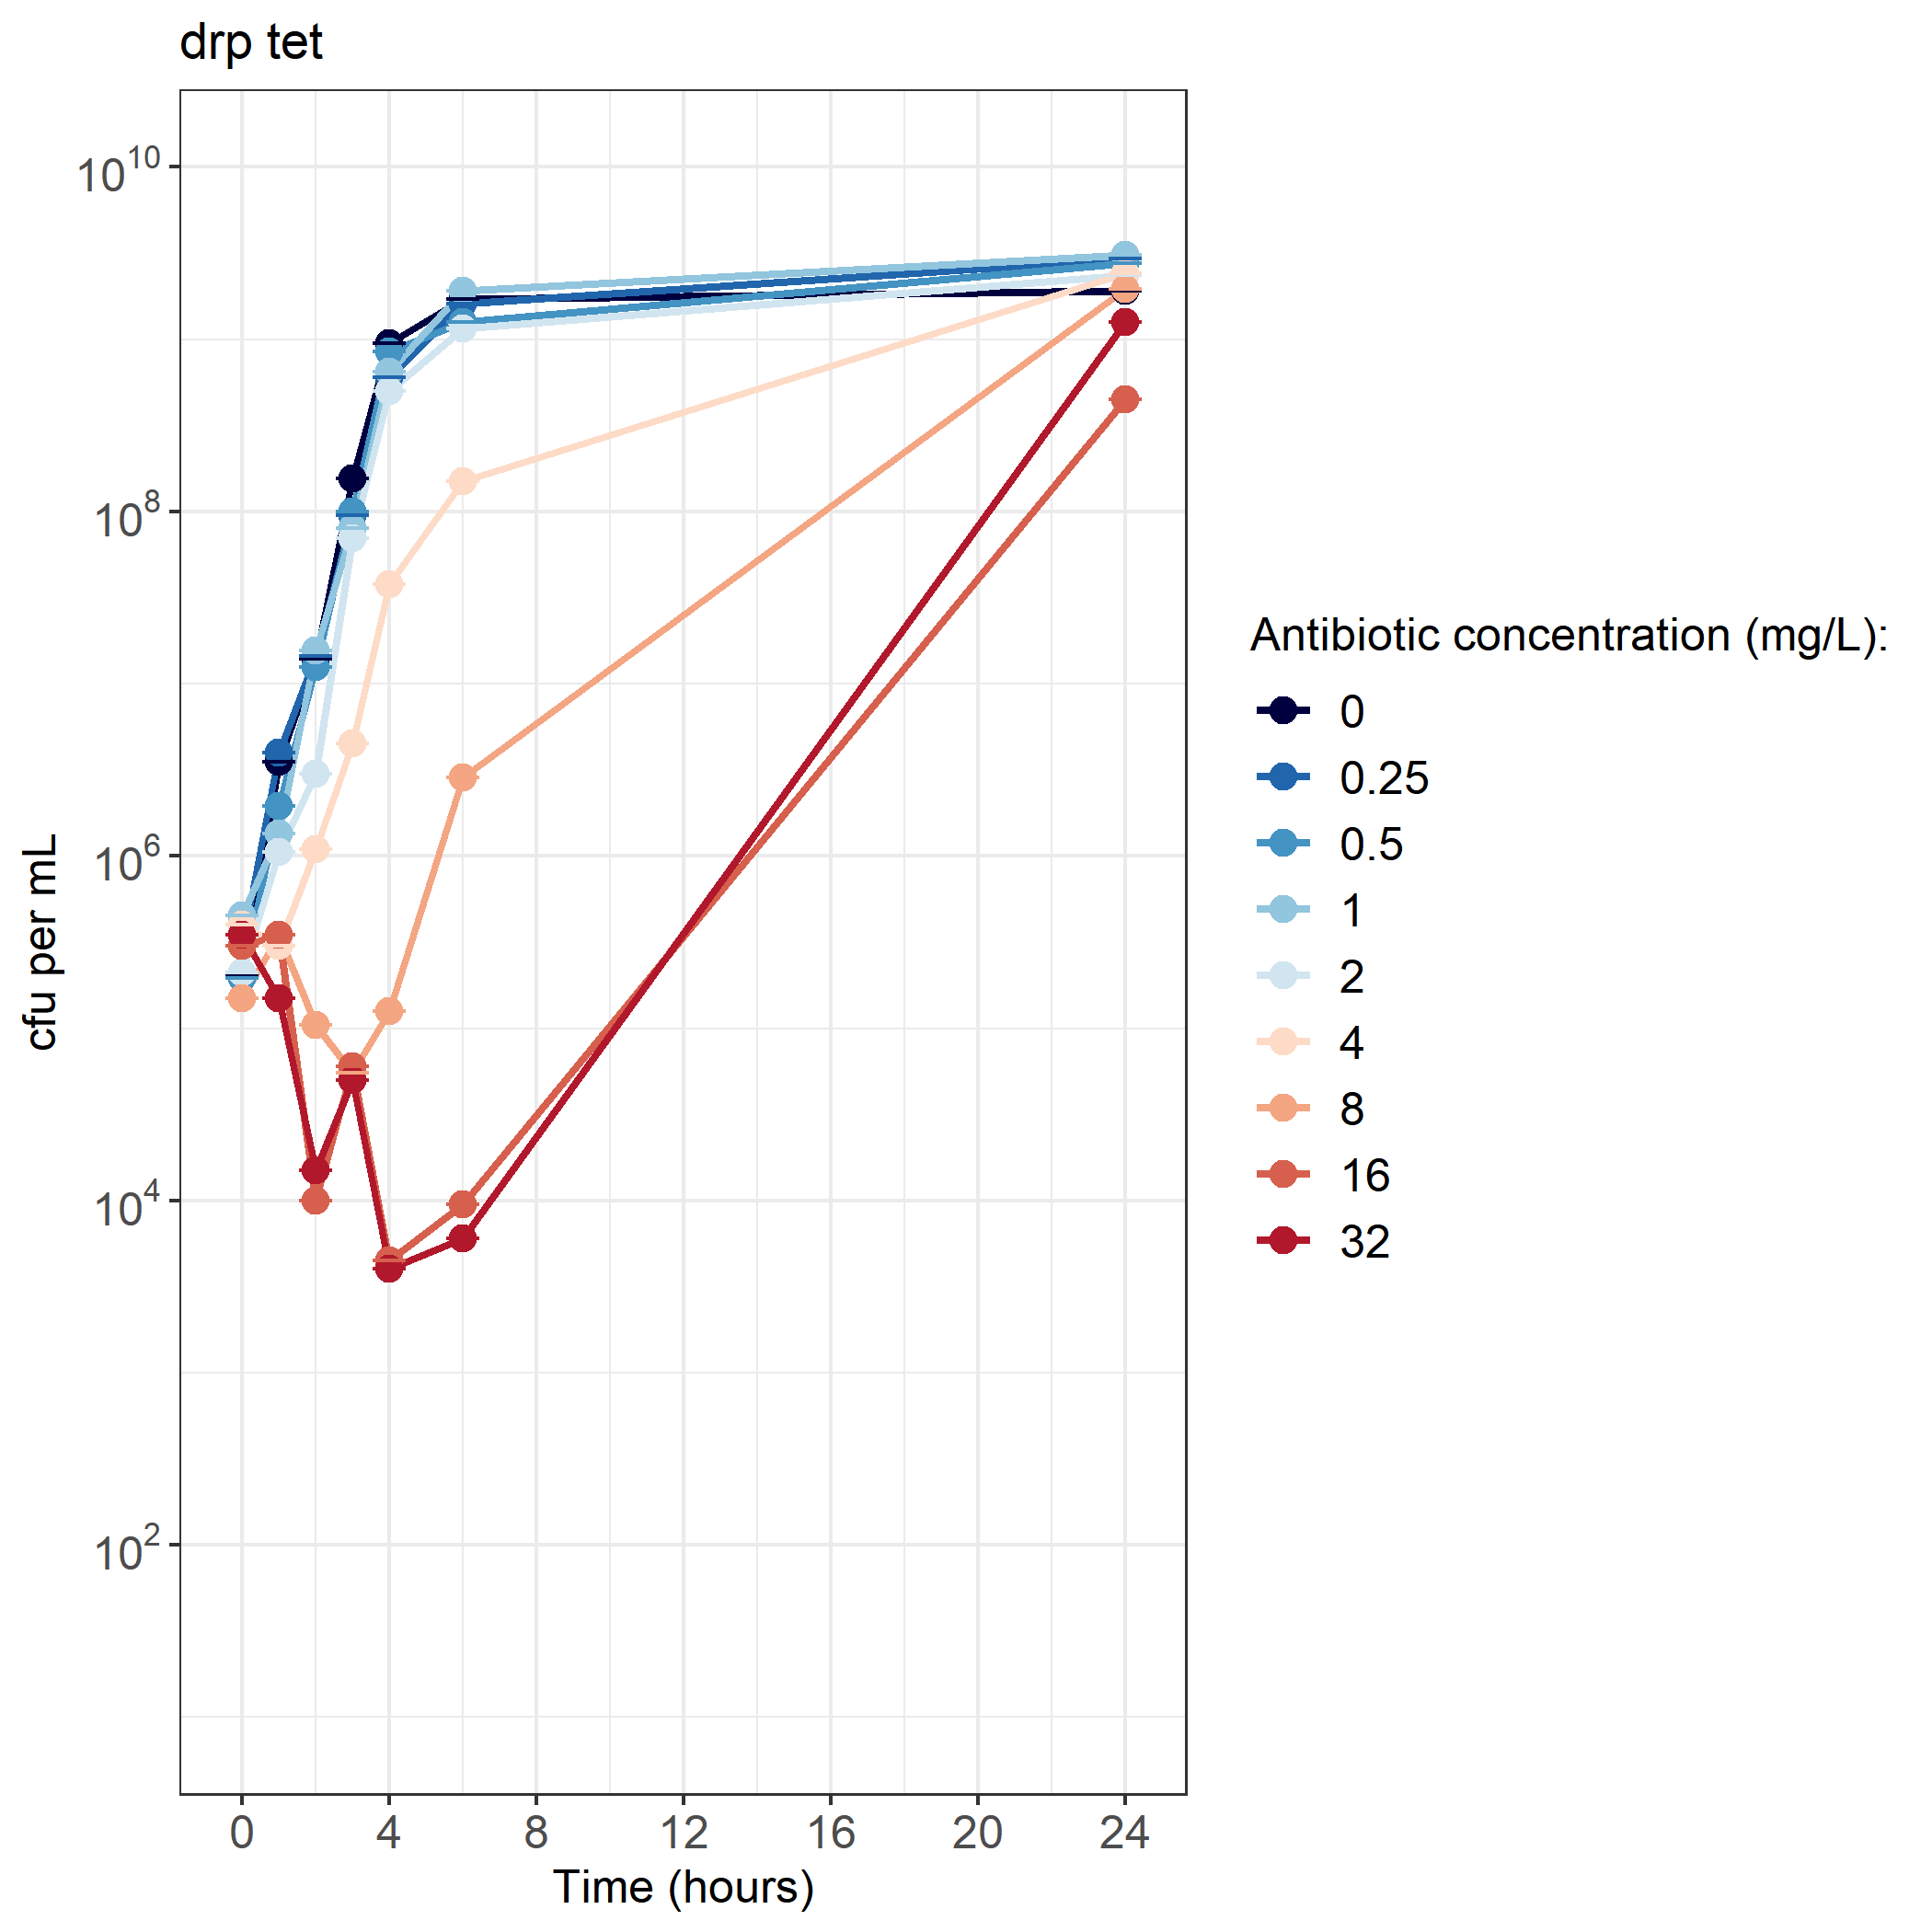 drp tet
10^10
10^8
10^6
10^4
10^2
cfu per mL
0 4 8 12 16 20 24
Time (hours)
Antibiotic concentration (mg/L):
0
0.25
0.5
1
2
4
8
16
32